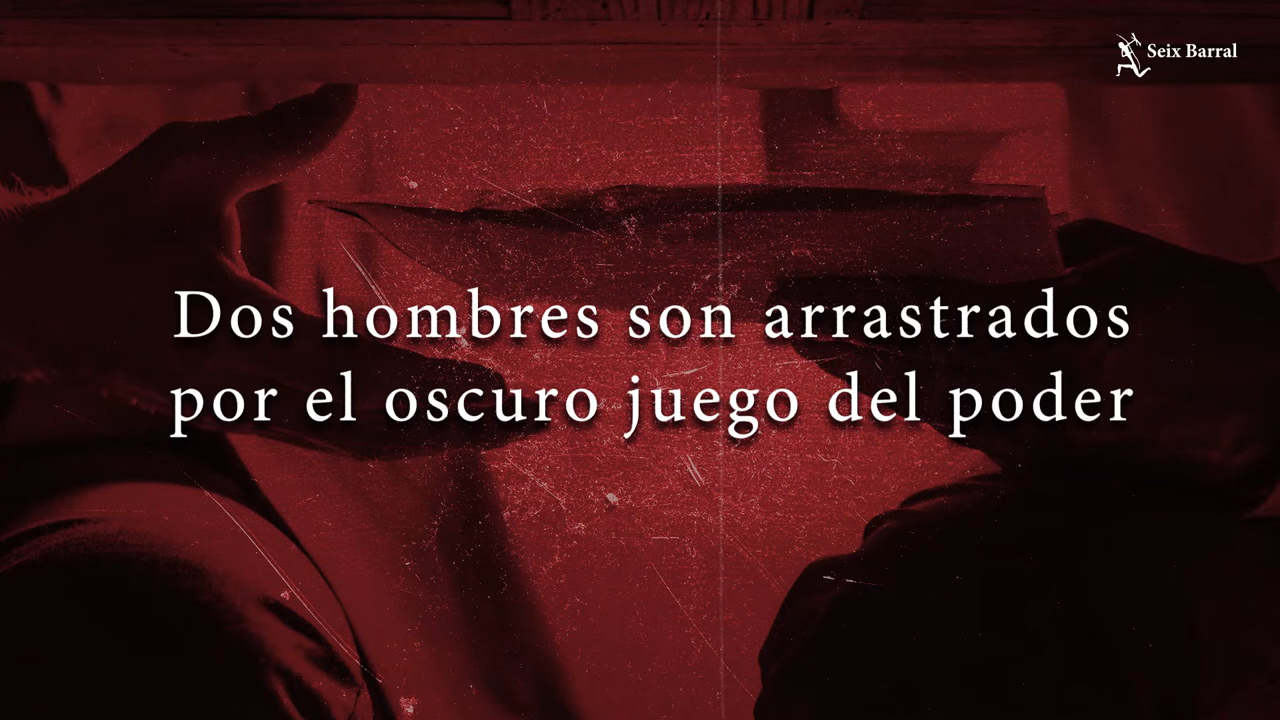 Seix Barral
Dos hombres son arrastrados
por el oscuro juego del poder